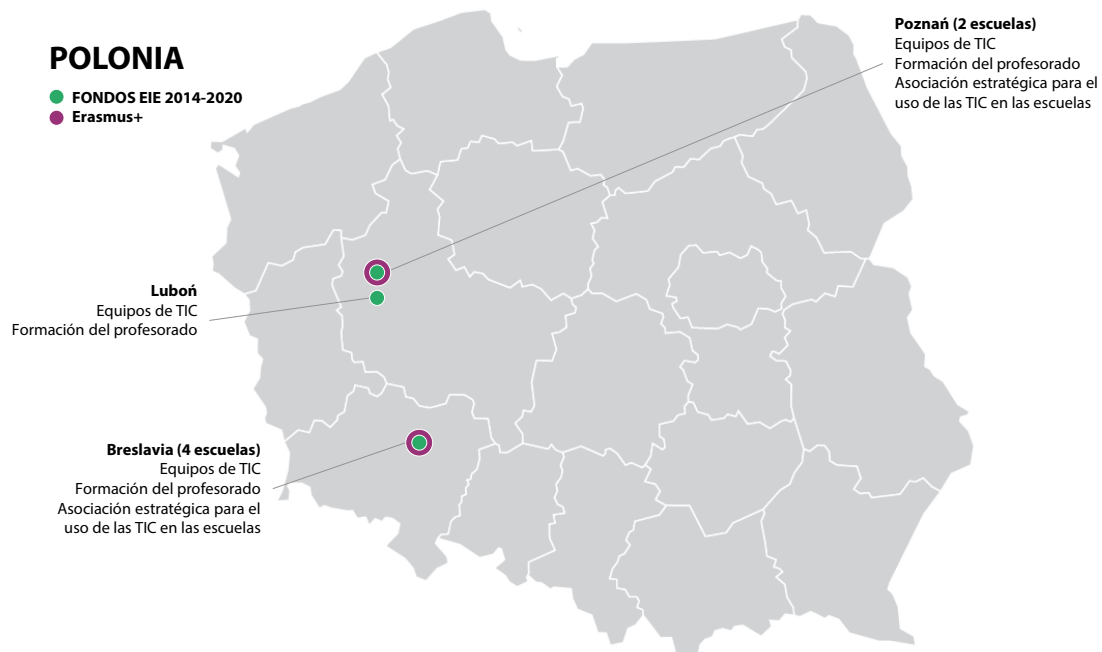 POLONIA
FONDOS EIE 2014-2020
Erasmus+
Poznań (2 escuelas)
Equipos de TIC
Formación del profesorado
Asociación estratégica para el
uso de las TIC en las escuelas
Luboń
Equipos de TIC
Formación del profesorado
Breslavia (4 escuelas)
Equipos de TIC
Formación del profesorado
Asociación estratégica para el
uso de las TIC en las escuelas